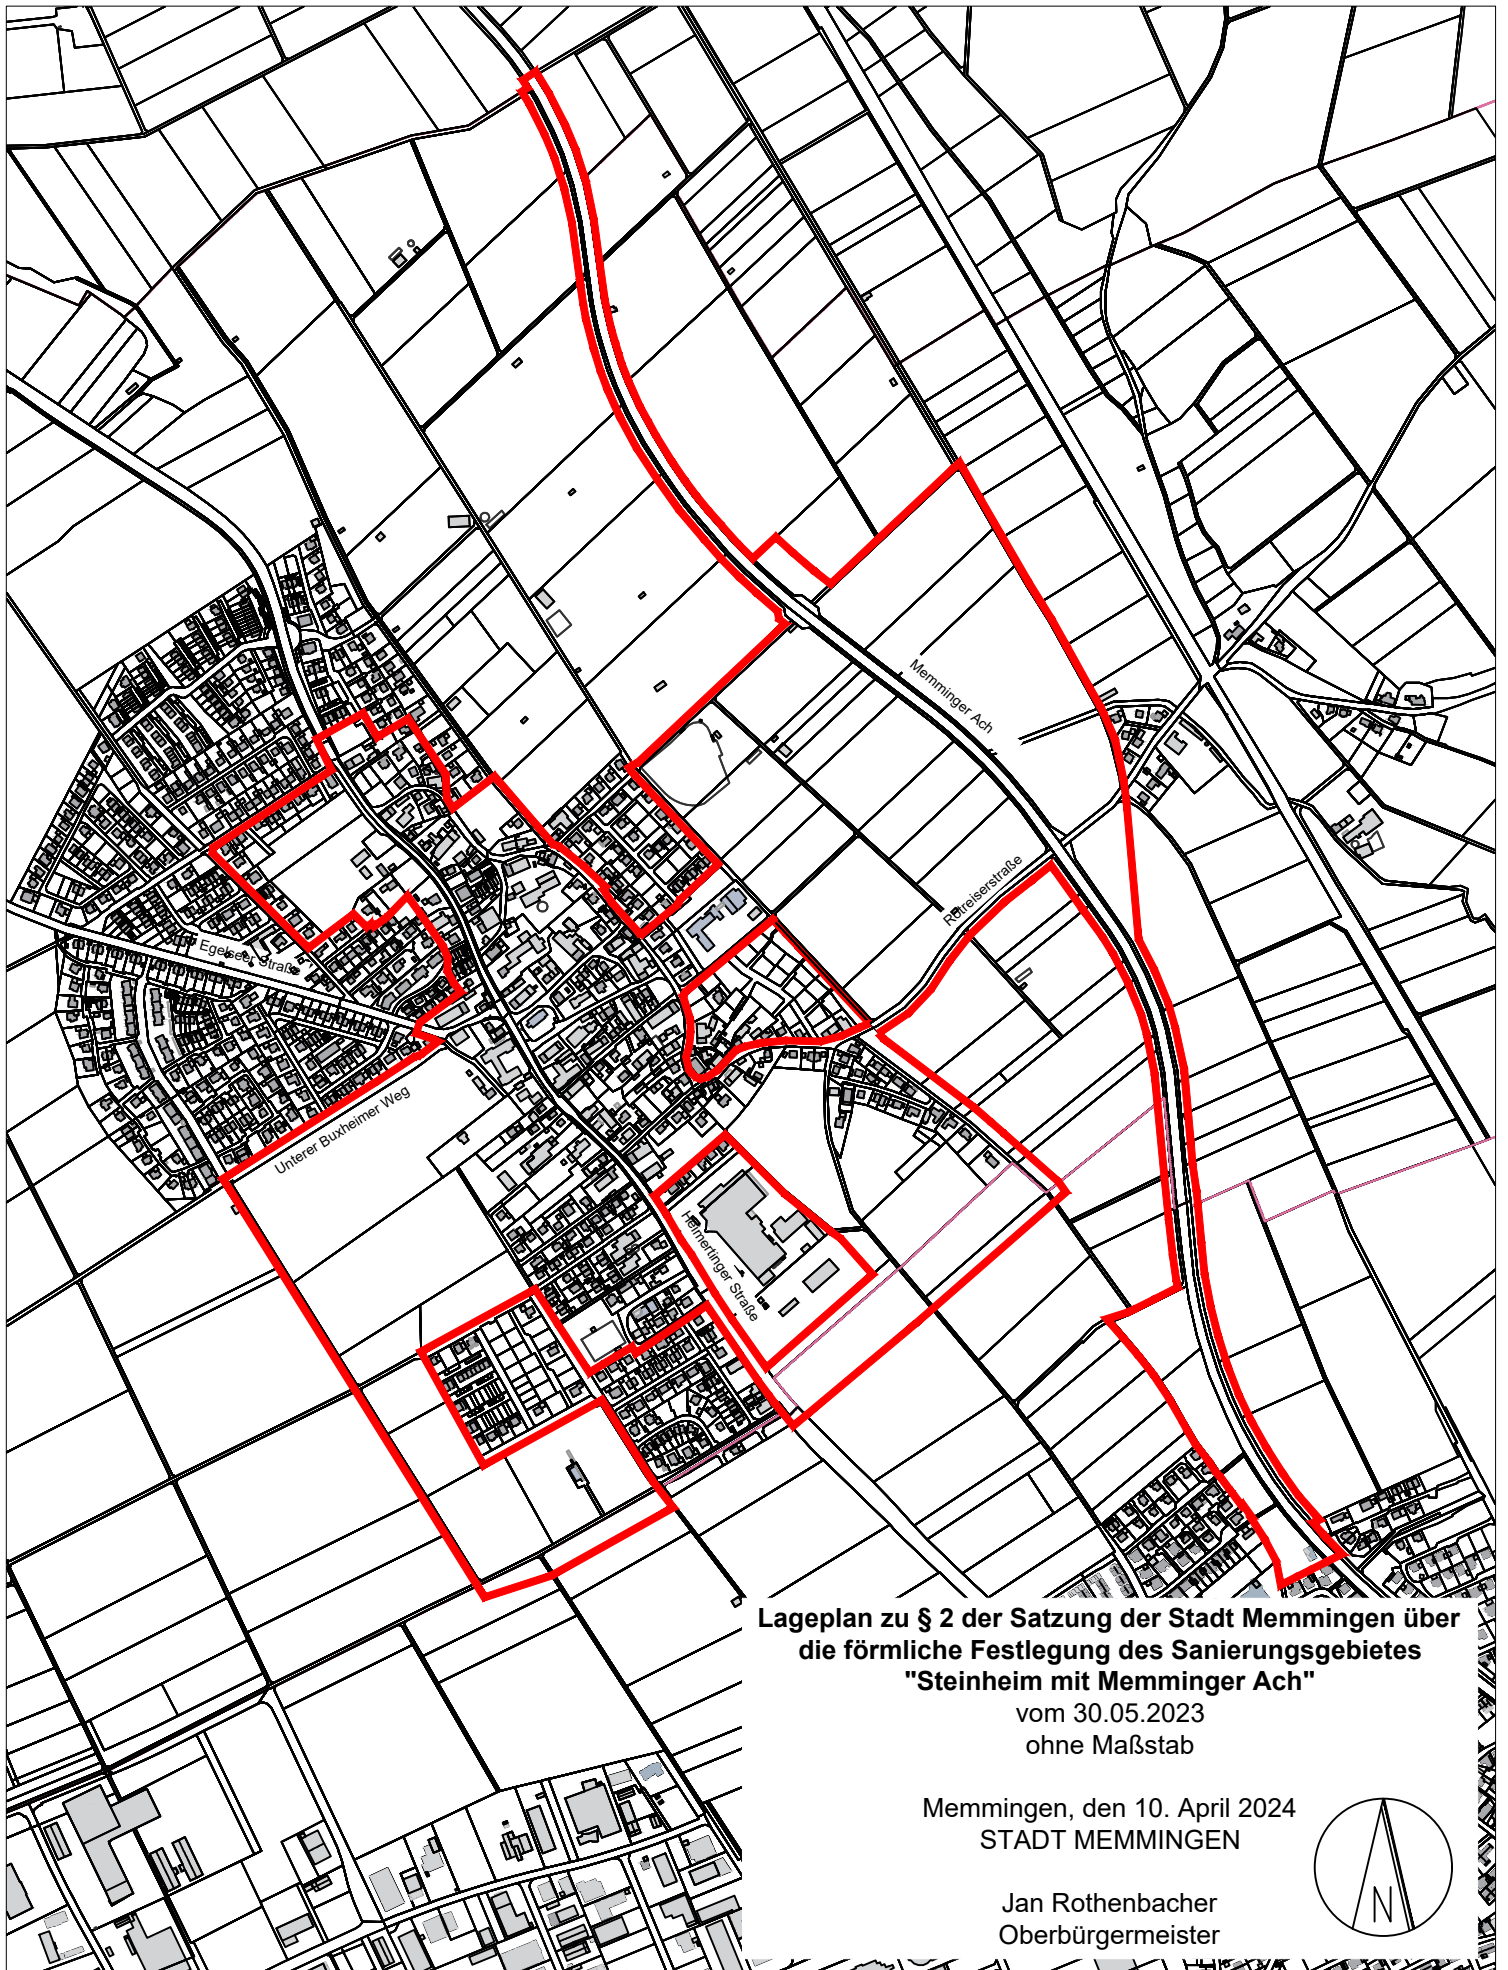 Memminger Ach
Rotreiserstraße
Egelseer Straße
Unterer Buxheimer Weg
Heimertinger Straße
Lageplan zu § 2 der Satzung der Stadt Memmingen über
die förmliche Festlegung des Sanierungsgebietes
"Steinheim mit Memminger Ach"
vom 30.05.2023
ohne Maßstab
Memmingen, den 10. April 2024
STADT MEMMINGEN
Jan Rothenbacher
Oberbürgermeister
N